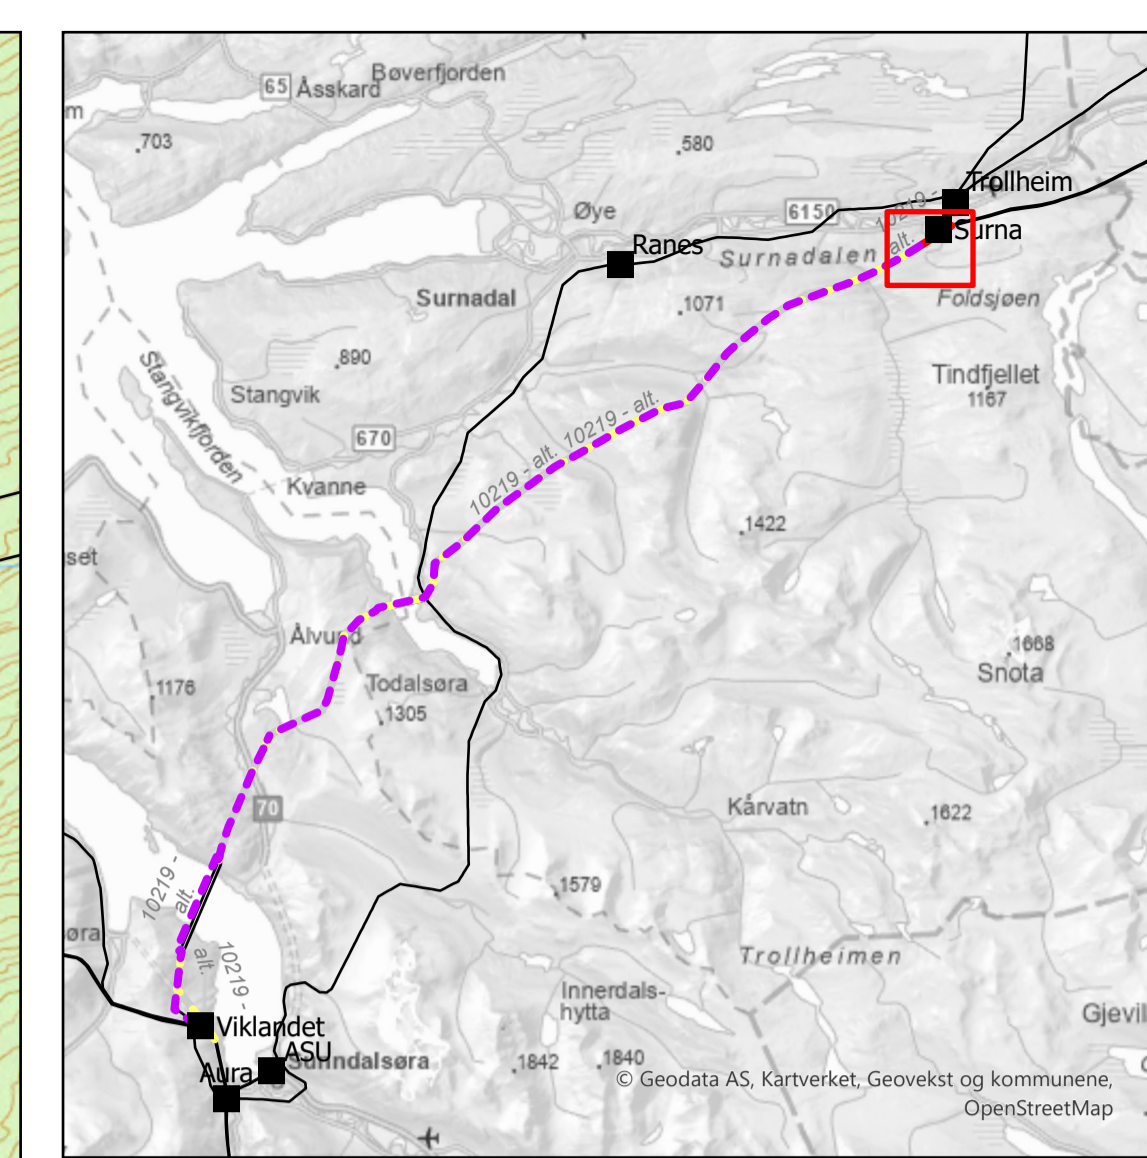 Bøverfjorden
65 Åsskard
m
703
580
Trollheim
Øye
6150
10219 -
alt.
Surna
Ranes
Surnadalen
Surnadal
1071
Foldsjøen
890
Tindfjellet
1167
Stangvik
Stangvikfjorden
670
10219 - alt. 10219 - alt.
Kvanne
1422
set
Ålvund
1668
Snota
Todalsøra
1176
1305
70
Kårvatn
1622
10219 -
alt.
1579
øra
10219 -
alt.
Trollheimen
Innerdals-
hytta
Gjevil
Viklandet
ASU
Sunndalsøra
Aura
1842
1840
© Geodata AS, Kartverket, Geovekst og kommunene,
OpenStreetMap